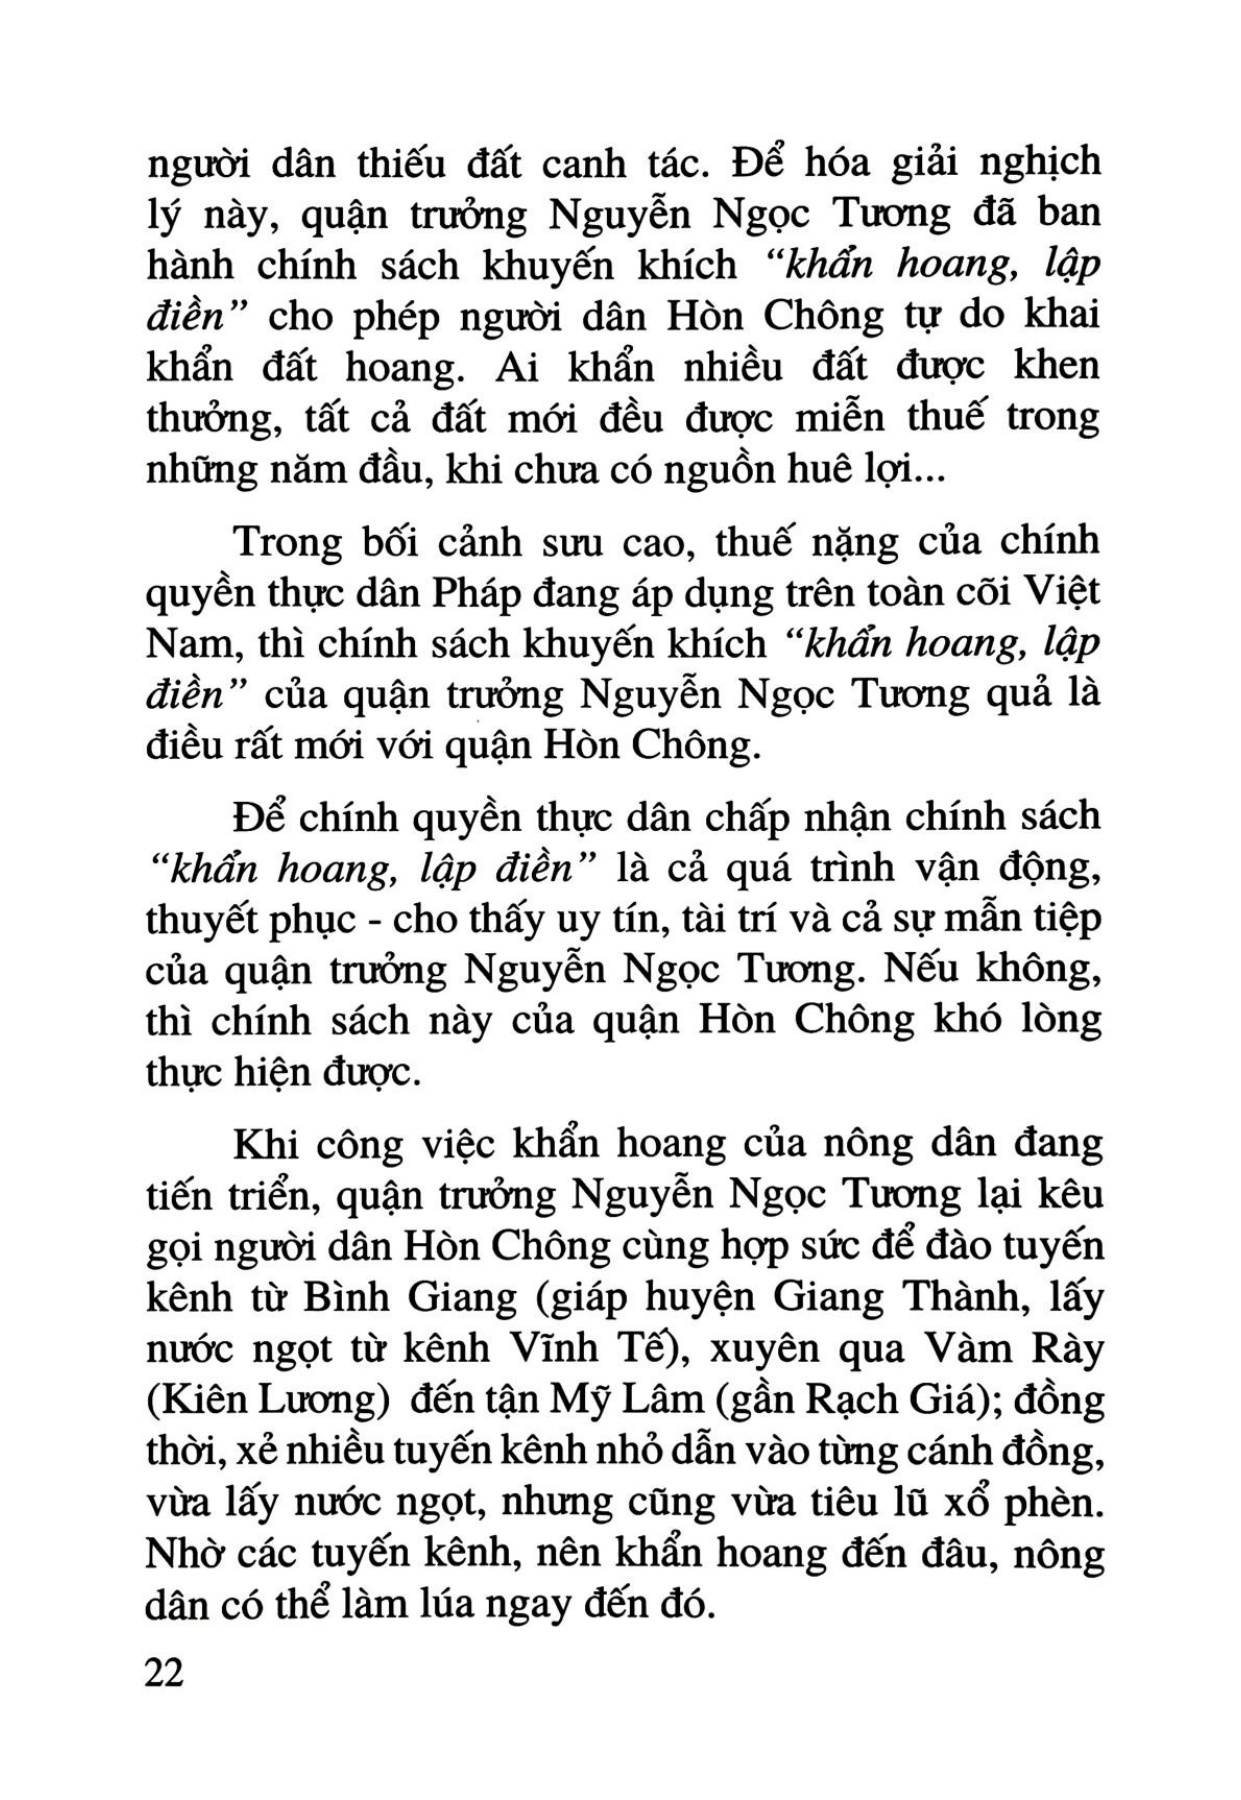 người dân thiếu đất canh tác. Để hóa giải nghịch
lý này, quận trưởng Nguyễn Ngọc Tương đã ban
hành chính sách khuyến khích “khẩn hoang, lập
điền” cho phép người dân Hòn Chông tự do khai
khẩn đất hoang. Ai khẩn nhiều đất được khen
thưởng, tất cả đất mới đều được miễn thuế trong
những năm đầu, khi chưa có nguồn huê lợi...
Trong bối cảnh sưu cao, thuế nặng của chính
quyền thực dân Pháp đang áp dụng trên toàn cõi Việt
Nam, thì chính sách khuyến khích “khẩn hoang, lập
điền” của quận trưởng Nguyễn Ngọc Tương quả là
điều rất mới với quận Hòn Chông.
Để chính quyền thực dân chấp nhận chính sách
“khẩn hoang, lập điền” là cả quá trình vận động,
thuyết phục - cho thấy uy tín, tài trí và cả sự mẫn tiệp
của quận trưởng Nguyễn Ngọc Tương. Nếu không,
thì chính sách này của quận Hòn Chông khó lòng
thực hiện được.
Khi công việc khẩn hoang của nông dân đang
tiến triển, quận trưởng Nguyễn Ngọc Tương lại kêu
gọi người dân Hòn Chông cùng hợp sức để đào tuyến
kênh từ Bình Giang (giáp huyện Giang Thành, lấy
nước ngọt từ kênh Vĩnh Tế), xuyên qua Vàm Rày
(Kiên Lương) đến tận Mỹ Lâm (gần Rạch Giá); đồng
thời, xẻ nhiều tuyến kênh nhỏ dẫn vào từng cánh đồng,
vừa lấy nước ngọt, nhưng cũng vừa tiêu lũ xổ phèn.
Nhờ các tuyến kênh, nên khẩn hoang đến đâu, nông
dân có thể làm lúa ngay đến đó.
22